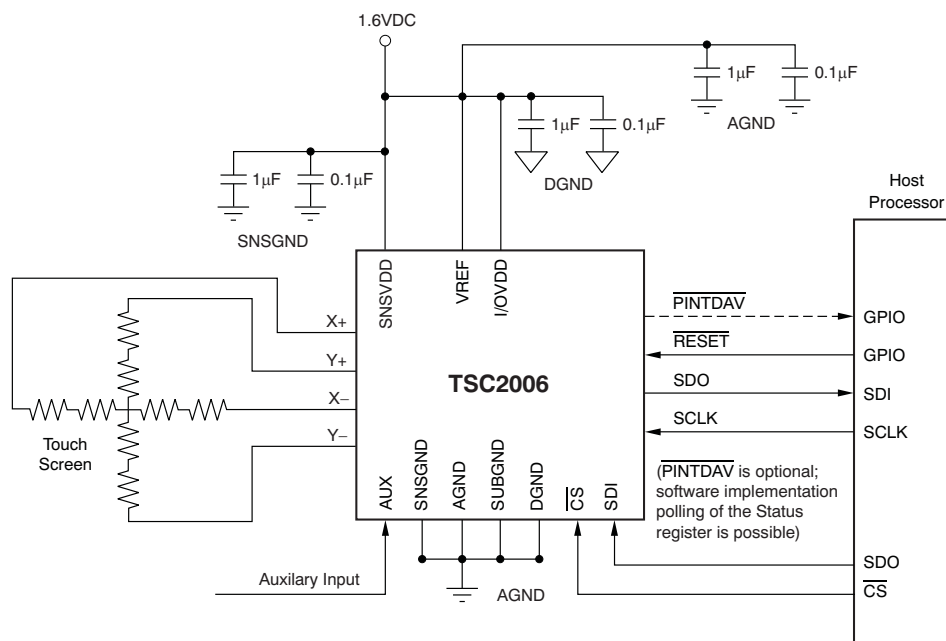 1.6VDC
1μF
0.1μF
AGND
1μF
0.1μF
DGND
1μF
0.1μF
SNSGND
Host
Processor
SNSVDD
VREF
I/OVDD
X+
Y+
X−
Y−
Touch
Screen
TSC2006
PINTDAV
GPIO
RESET
GPIO
SDO
SDI
SCLK
SCLK
(PINTDAV is optional;
software implementation
polling of the Status
register is possible)
AUX
SNSGND
AGND
SUBGND
DGND
CS
SDI
SDO
CS
Auxilary Input
AGND